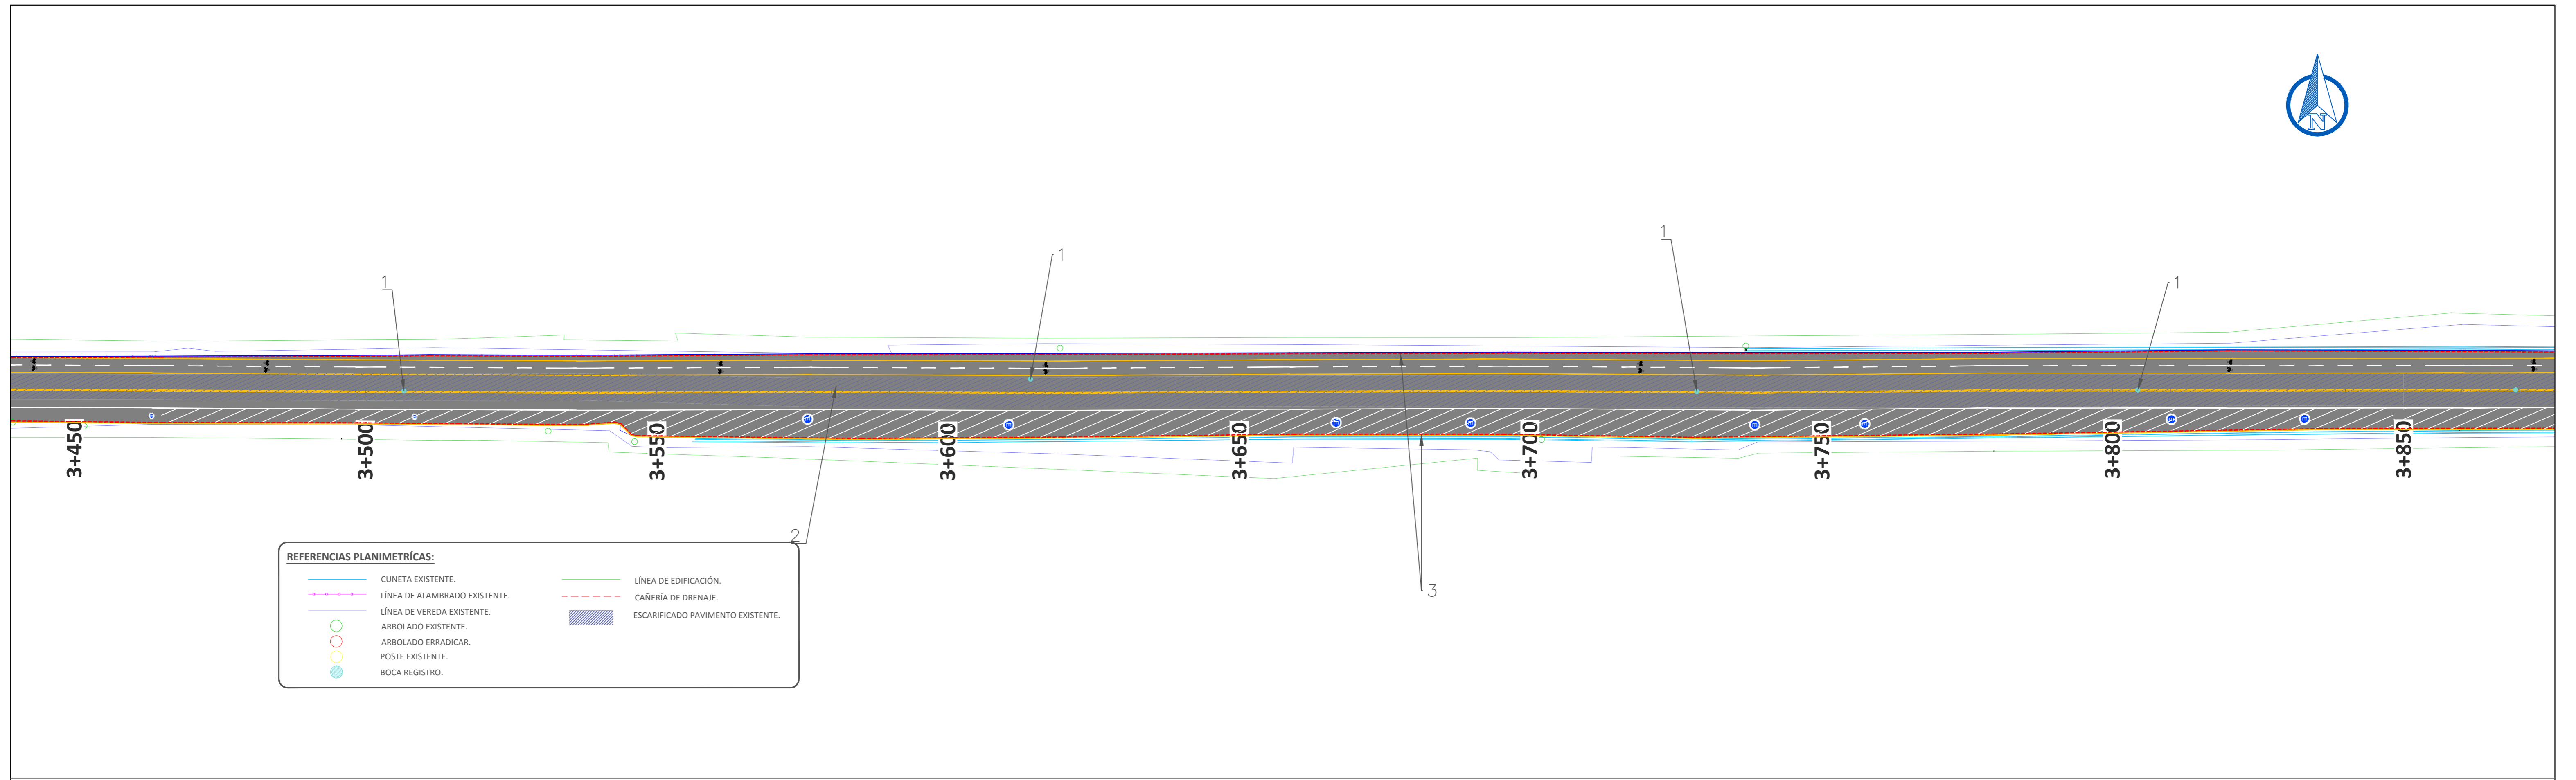 N
1
1
1
1
3+450
3+500
3+550
3+600
3+650
3+700
3+750
3+800
3+850
2
3
REFERENCIAS PLANIMETRÍCAS:
CUNETA EXISTENTE.
LÍNEA DE ALAMBRADO EXISTENTE.
LÍNEA DE VEREDA EXISTENTE.
ARBOLADO EXISTENTE.
ARBOLADO ERRADICAR.
POSTE EXISTENTE.
BOCA REGISTRO.
LÍNEA DE EDIFICACIÓN.
CAÑERÍA DE DRENAJE.
ESCARIFICADO PAVIMENTO EXISTENTE.